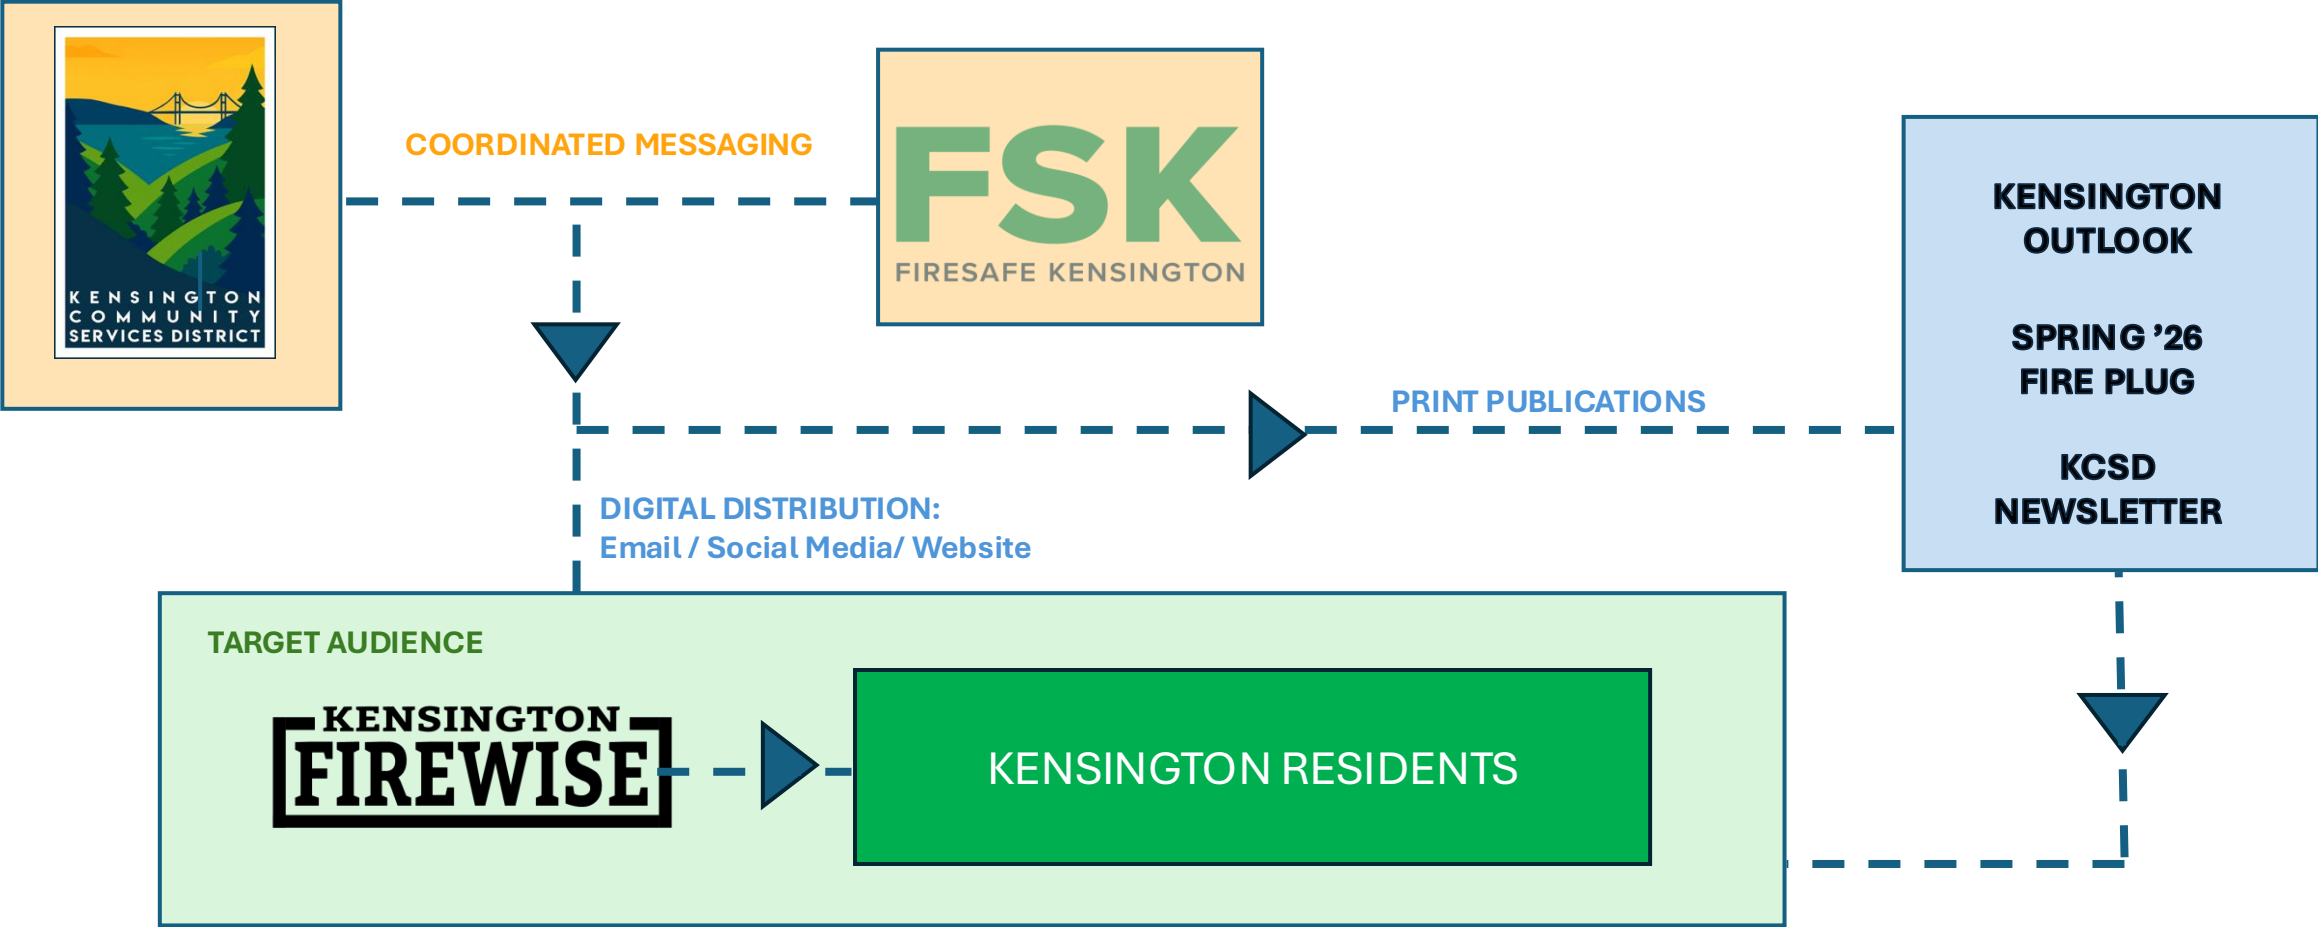 KENSINGTON
COMMUNITY
SERVICES DISTRICT
COORDINATED MESSAGING
FSK
FIRESAFE KENSINGTON
KENSINGTON
OUTLOOK
SPRING ’26
FIRE PLUG
KCSD
NEWSLETTER
PRINT PUBLICATIONS
DIGITAL DISTRIBUTION:
Email / Social Media/ Website
TARGET AUDIENCE
KENSINGTON
FIREWISE
KENSINGTON RESIDENTS